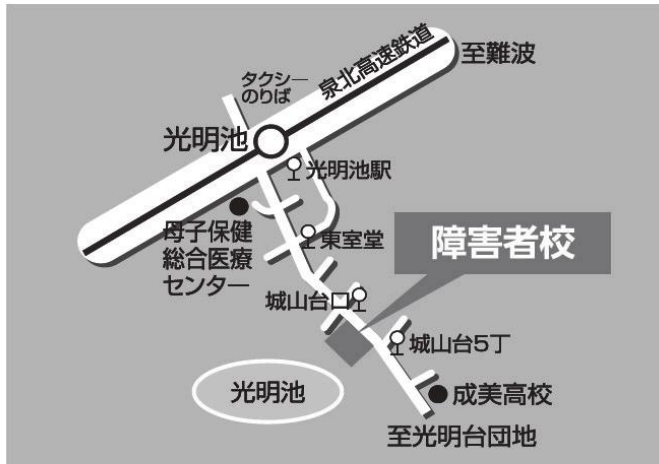 泉北高速鉄道
至難波
タクシー
のりば
光明池
光明池駅
母子保健
総合医療
センター
東室堂
障害者校
城山台口
城山台5丁
光明池
成美高校
至光明台団地